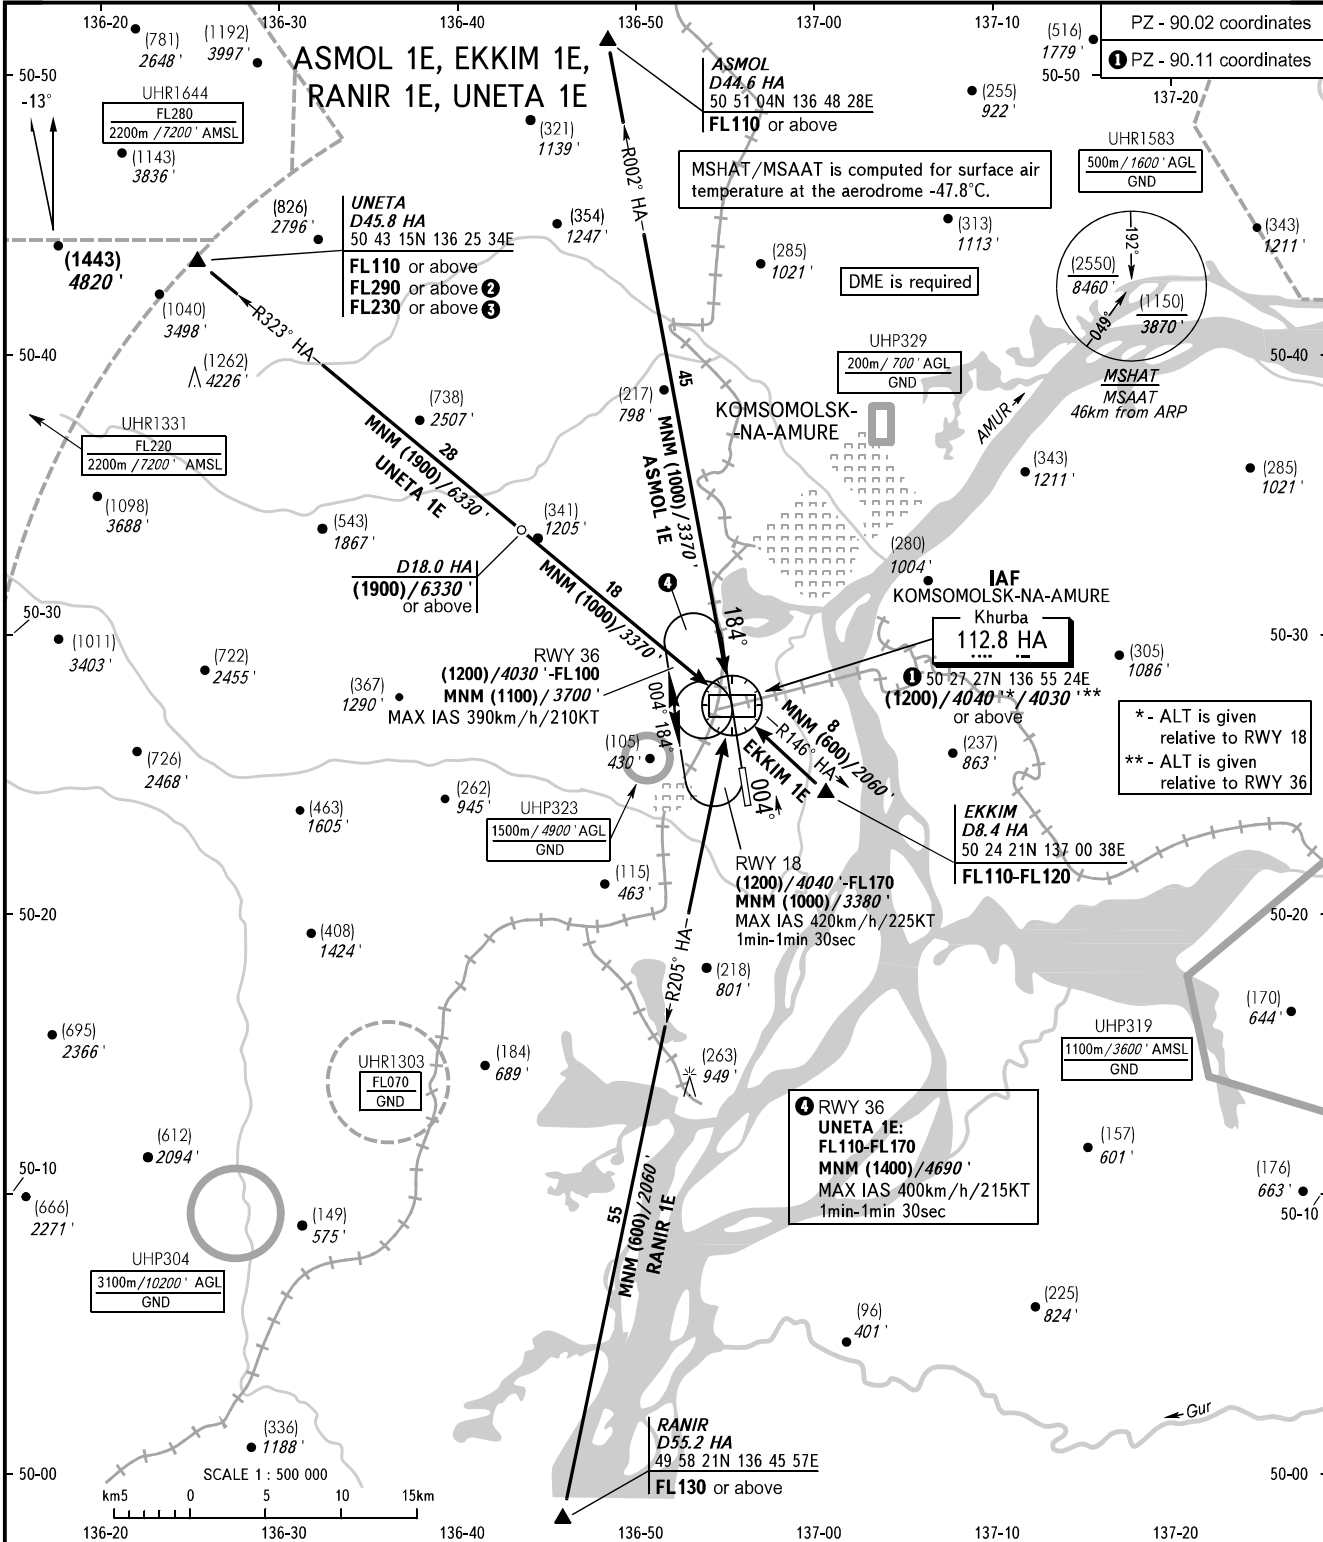 136-20
136-30
136-40
136-50
137-00
137-10
PZ - 90.02 coordinates
❶ PZ - 90.11 coordinates
137-20
50-50
50-50
-13°
(781)
2648'
(1192)
3997'
ASMOL 1E, EKKIM 1E,
RANIR 1E, UNETA 1E
ASMOL
D44.6 HA
50 51 04N 136 48 28E
FL110 or above
(516)
1779'
(255)
922'
UHR1644
FL280
2200m/7200' AMSL
(1143)
3836'
(321)
1139'
MSHAT/MSAAT is computed for surface air
temperature at the aerodrome -47.8°C.
UHR1583
500m/1600' AGL
GND
R002° HA
(826)
2796'
UNETA
D45.8 HA
50 43 15N 136 25 34E
FL110 or above
FL290 or above ❷
FL230 or above ❸
(354)
1247'
(285)
1021'
(313)
1113'
(343)
1211'
DME is required
192°
(2550)
8460'
(1150)
3870'
049°
MSHAT
MSAAT
46km from ARP
(1443)
4820'
(1040)
3498'
R323° HA
(1262)
4226'
50-40
50-40
UHP329
200m/700' AGL
GND
45
MNM (1000)/3370'
ASMOL 1E
(217)
798'
KOMSOMOLSK-
-NA-AMURE
AMUR
(738)
2507'
28
MNM (1900)/6330'
UNETA 1E
UHR1331
FL220
2200m/7200' AMSL
(1098)
3688'
(543)
1867'
(341)
1205'
(343)
1211'
(285)
1021'
D18.0 HA
(1900)/6330'
or above
18
MNM (1000)/3370'
❹
184°
(280)
1004'
IAF
KOMSOMOLSK-NA-AMURE
Khurba
112.8 HA
❶ 50 27 27N 136 55 24E
(1200)/4040'*/4030'**
or above
50-30
50-30
(1011)
3403'
(722)
2455'
(367)
1290'
RWY 36
(1200)/4030'-FL100
MNM (1100)/3700'
MAX IAS 390km/h/210KT
004° 184°
(305)
1086'
* - ALT is given
relative to RWY 18
** - ALT is given
relative to RWY 36
8
MNM (600)/2060'
R146° HA
EKKIM 1E
004°
(237)
863'
(726)
2468'
(105)
430'
(463)
1605'
(262)
945'
UHP323
1500m/4900' AGL
GND
EKKIM
D8.4 HA
50 24 21N 137 00 38E
FL110-FL120
RWY 18
(1200)/4040'-FL170
MNM (1000)/3380'
MAX IAS 420km/h/225KT
1min-1min 30sec
(115)
463'
50-20
50-20
(408)
1424'
R205° HA
(218)
801'
(170)
644'
(695)
2366'
UHR1303
FL070
GND
(184)
689'
(263)
949'
UHP319
1100m/3600' AMSL
GND
❹ RWY 36
UNETA 1E:
FL110-FL170
MNM (1400)/4690'
MAX IAS 400km/h/215KT
1min-1min 30sec
(612)
2094'
(157)
601'
50-10
(666)
2271'
(176)
663'
50-10
(149)
575'
55
MNM (600)/2060'
RANIR 1E
UHP304
3100m/10200' AGL
GND
(96)
401'
(225)
824'
Gur
(336)
1188'
RANIR
D55.2 HA
49 58 21N 136 45 57E
FL130 or above
50-00
50-00
SCALE 1 : 500 000
km5 0 5 10 15km
136-20
136-30
136-40
136-50
137-00
137-10
137-20